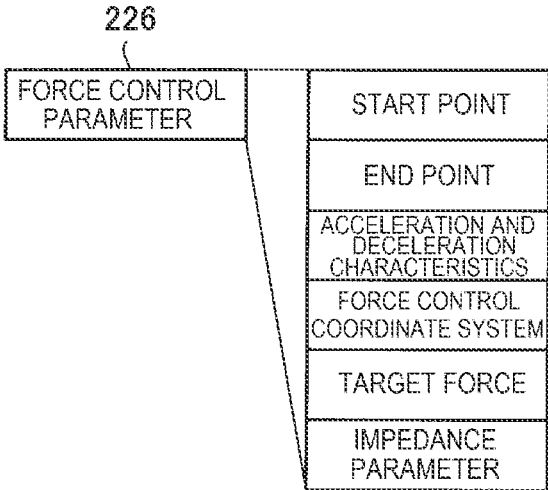 226
FORCE CONTROL
PARAMETER
START POINT
END POINT
ACCELERATION AND
DECELERATION
CHARACTERISTICS
FORCE CONTROL
COORDINATE SYSTEM
TARGET FORCE
IMPEDANCE
PARAMETER